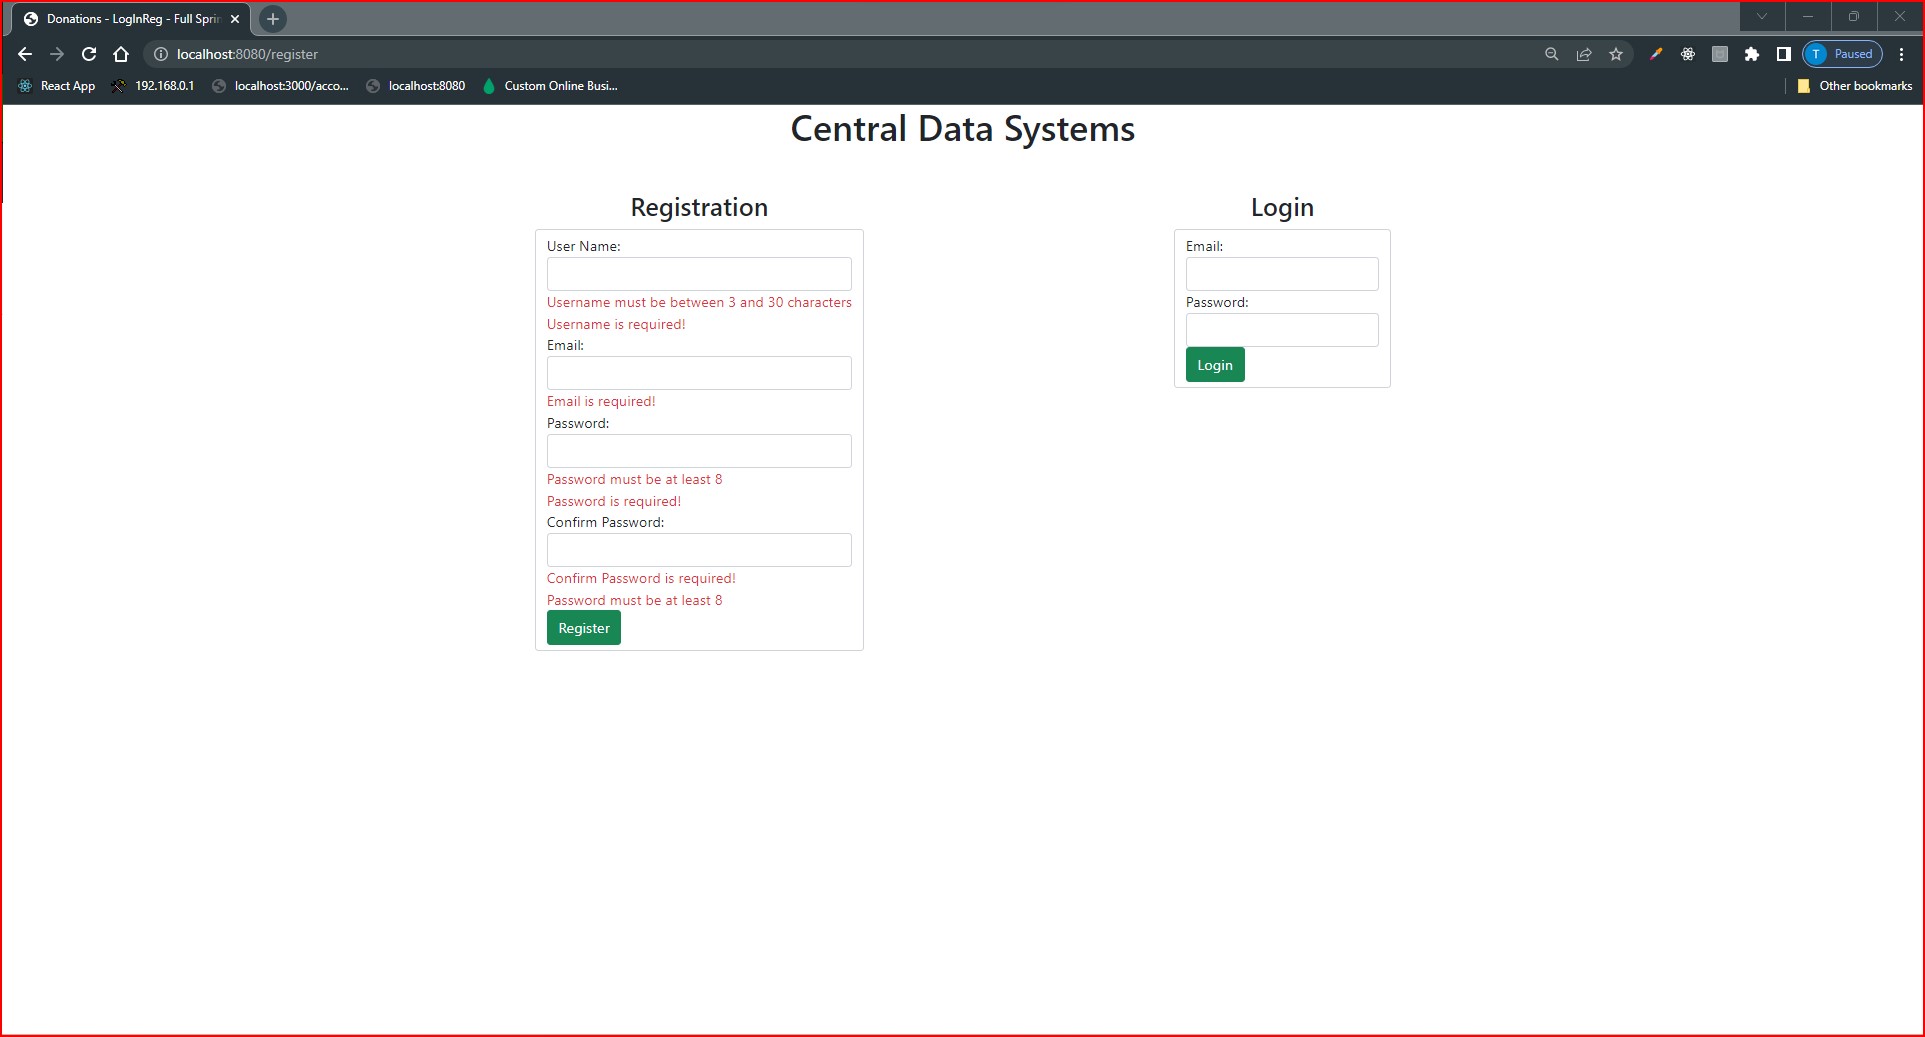 Donations - LogInReg - Full Sprin
localhost:8080/register
T Paused
React App
192.168.0.1
localhost:3000/acco...
localhost:8080
Custom Online Busi...
Other bookmarks
Central Data Systems
Registration
User Name:
Username must be between 3 and 30 characters
Username is required!
Email:
Email is required!
Password:
Password must be at least 8
Password is required!
Confirm Password:
Confirm Password is required!
Password must be at least 8
Register
Login
Email:
Password:
Login